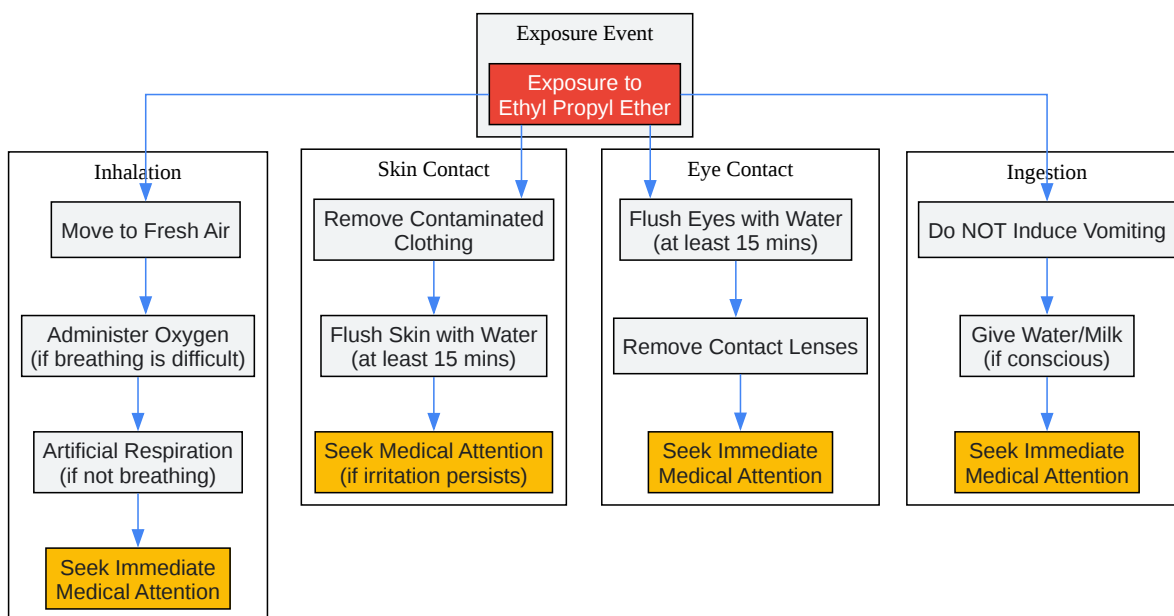 Exposure Event
Exposure to
Ethyl Propyl Ether
Inhalation
Move to Fresh Air
Administer Oxygen
(if breathing is difficult)
Artificial Respiration
(if not breathing)
Seek Immediate
Medical Attention
Skin Contact
Remove Contaminated
Clothing
Flush Skin with Water
(at least 15 mins)
Seek Medical Attention
(if irritation persists)
Eye Contact
Flush Eyes with Water
(at least 15 mins)
Remove Contact Lenses
Seek Immediate
Medical Attention
Ingestion
Do NOT Induce Vomiting
Give Water/Milk
(if conscious)
Seek Immediate
Medical Attention